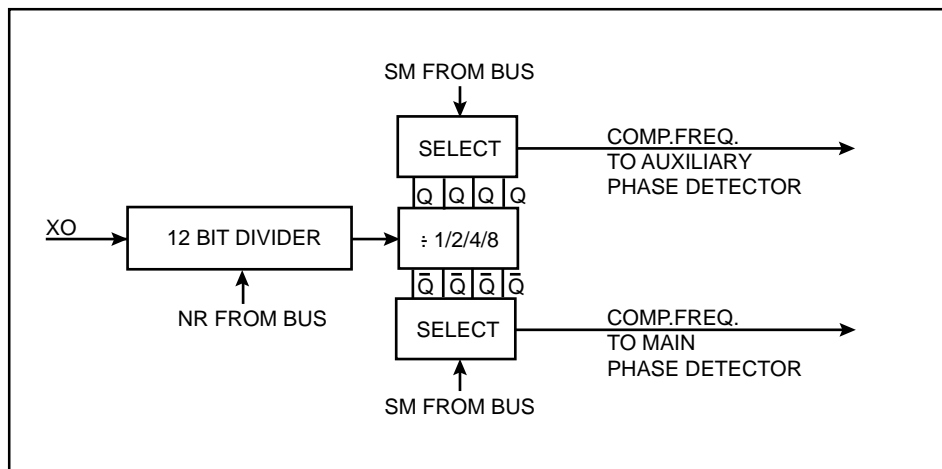 SM FROM BUS
SELECT
COMP.FREQ.
TO AUXILIARY
PHASE DETECTOR
Q Q Q Q
XO
12 BIT DIVIDER
÷ 1/2/4/8
Q̅ Q̅ Q̅ Q̅
NR FROM BUS
SELECT
COMP.FREQ.
TO MAIN
PHASE DETECTOR
SM FROM BUS